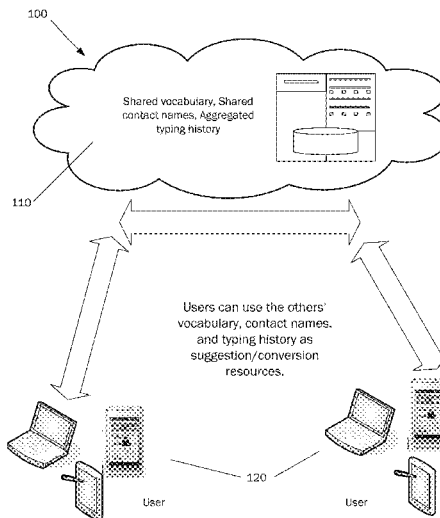 100
Shared vocabulary, Shared
contact names, Aggregated
typing history
110
Users can use the others'
vocabulary, contact names,
and typing history as
suggestion/conversion
resources.
120
User
User